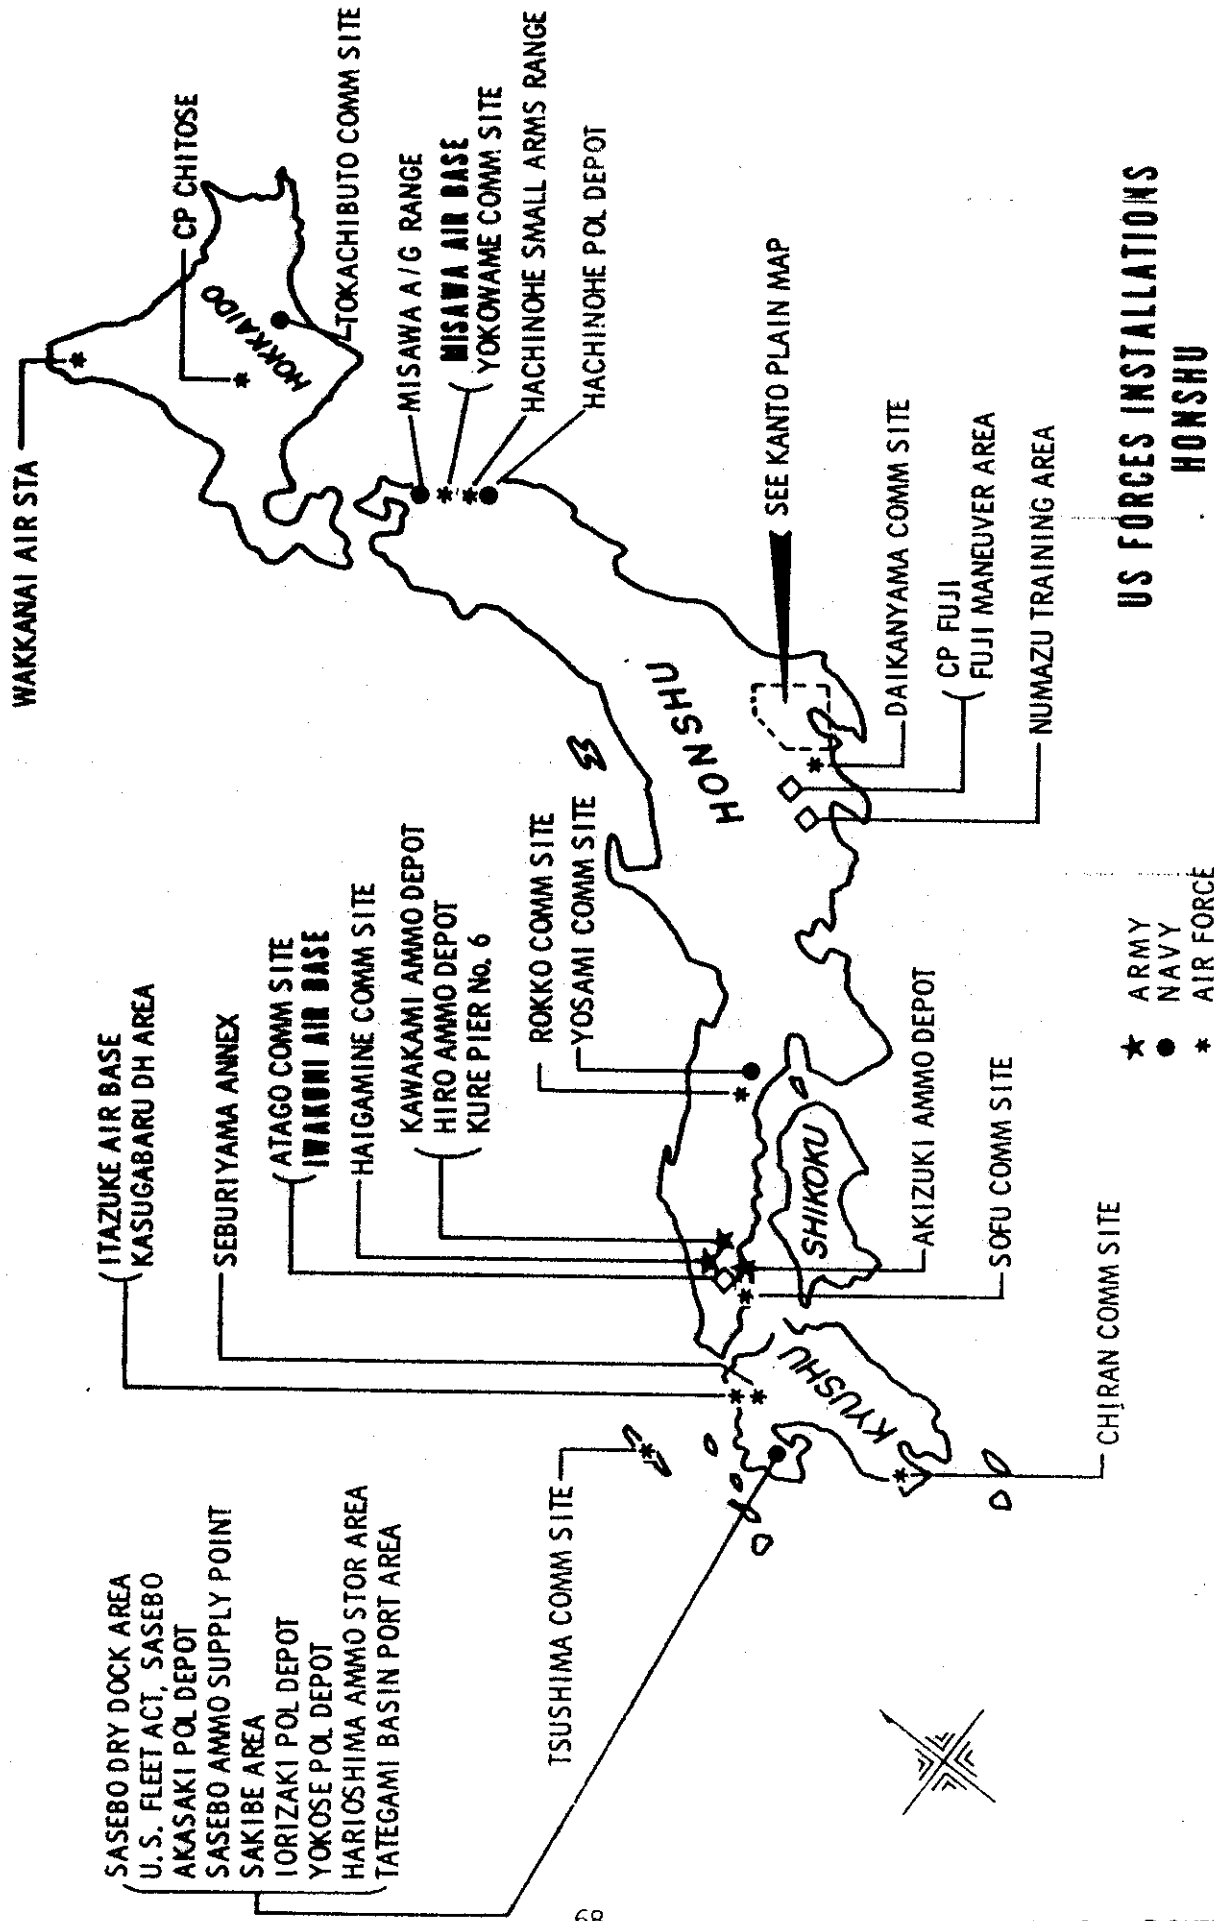 WAKKANAI AIR STA
CP CHITOSE
HOKKAIDO
TOKACHIBUTO COMM SITE
MISAWA A/G RANGE
MISAWA AIR BASE
YOKOWAME COMM SITE
HACHINOHE SMALL ARMS RANGE
HACHINOHE POL DEPOT
SEE KANTO PLAIN MAP
HONSHU
DAIKANYAMA COMM SITE
CP FUJI
FUJI MANEUVER AREA
NUMAZU TRAINING AREA
ITAZUKE AIR BASE
KASUGABARU DH AREA
SEBURIYAMA ANNEX
ATAGO COMM SITE
IWAKUNI AIR BASE
HAIGAMINE COMM SITE
KAWAKAMI AMMO DEPOT
HIRO AMMO DEPOT
KURE PIER No. 6
ROKKO COMM SITE
YOSAMI COMM SITE
SHIKOKU
AKIZUKI AMMO DEPOT
SOFU COMM SITE
KYUSHU
CHIRAN COMM SITE
SASEBO DRY DOCK AREA
U.S. FLEET ACT, SASEBO
AKASAKI POL DEPOT
SASEBO AMMO SUPPLY POINT
SAKIBE AREA
IORIZAKI POL DEPOT
YOKOSE POL DEPOT
HARIOSHIMA AMMO STOR AREA
TATEGAMI BASIN PORT AREA
TSUSHIMA COMM SITE
ARMY
NAVY
AIR FORCE
US FORCES INSTALLATIONS
HONSHU
68